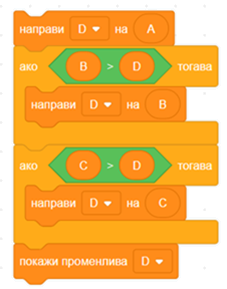 направи D на A
ако B > D тогава
направи D на B
ако C > D тогава
направи D на C
покажи променлива D